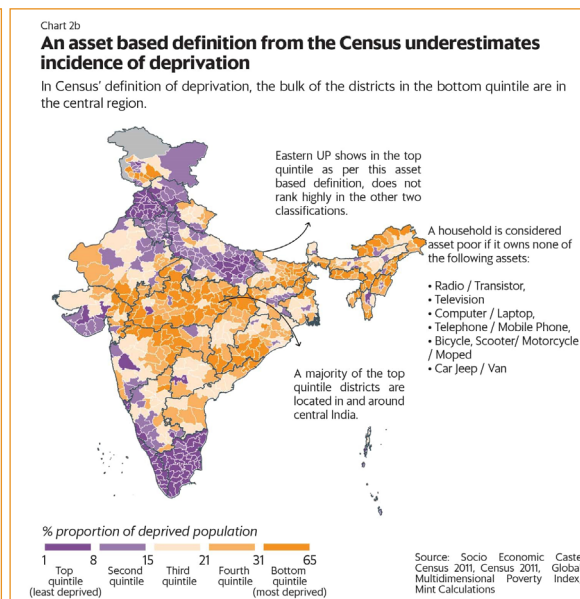 Chart 2b
An asset based definition from the Census underestimates
incidence of deprivation
In Census' definition of deprivation, the bulk of the districts in the bottom quintile are in
the central region.
Eastern UP shows in the top
quintile as per this asset
based definition, does not
rank highly in the other two
classifications.
A household is considered
asset poor if it owns none of
the following assets:
• Radio / Transistor,
• Television
• Computer / Laptop,
• Telephone / Mobile Phone,
• Bicycle, Scooter/ Motorcycle
/ Moped
• Car Jeep / Van
A majority of the top
quintile districts are
located in and around
central India.
% proportion of deprived population
1 8 15 21 31 65
Top quintile (least deprived)
Second quintile
Third quintile
Fourth quintile
Bottom quintile (most deprived)
Source: Socio Economic Caste
Census 2011, Census 2011, Global
Multidimensional Poverty Index,
Mint Calculations